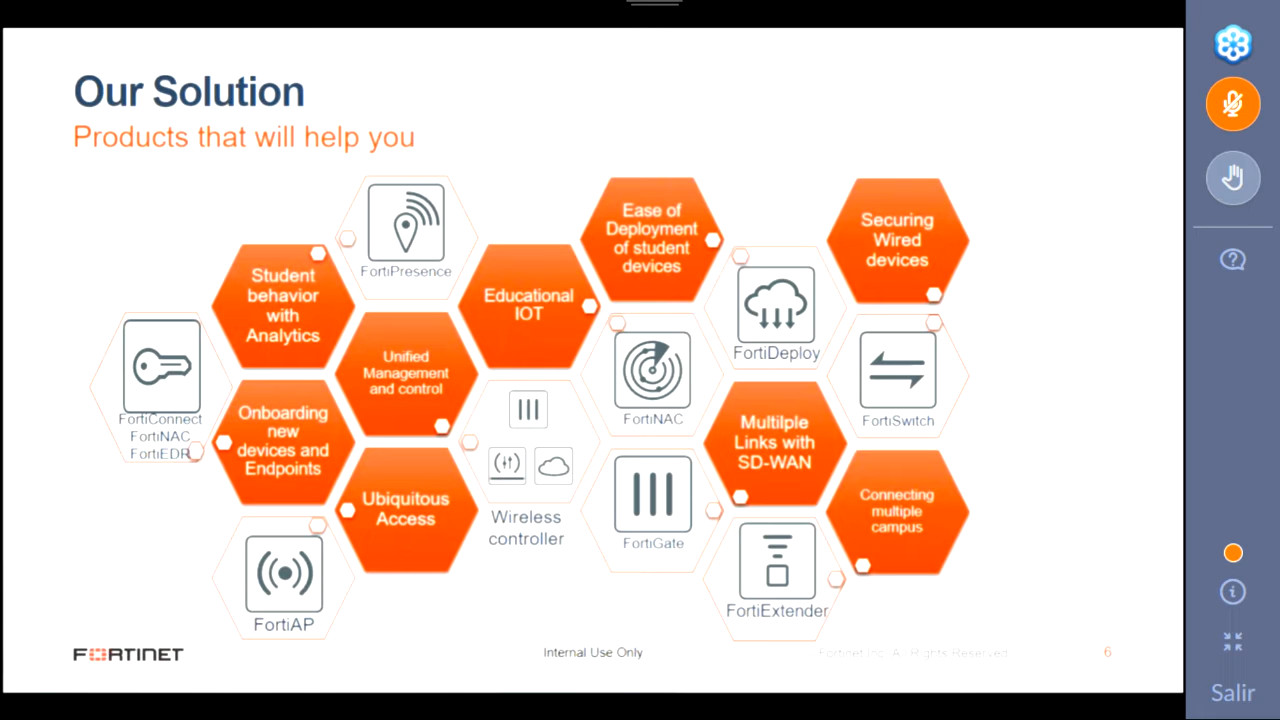 Our Solution
Products that will help you
FortiPresence
Ease of
Deployment
of student
devices
Securing
Wired
devices
Student
behavior
with
Analytics
Educational
IOT
FortiDeploy
Unified
Management
and control
FortiConnect
FortiNAC
FortiEDR
FortiNAC
FortiSwitch
Onboarding
new
devices and
Endpoints
Multilple
Links with
SD-WAN
Ubiquitous
Access
Wireless
controller
FortiGate
Connecting
multiple
campus
FortiAP
FortiExtender
FORTINET
Internal Use Only
Fortinet Inc. All Rights Reserved.
6
Salir